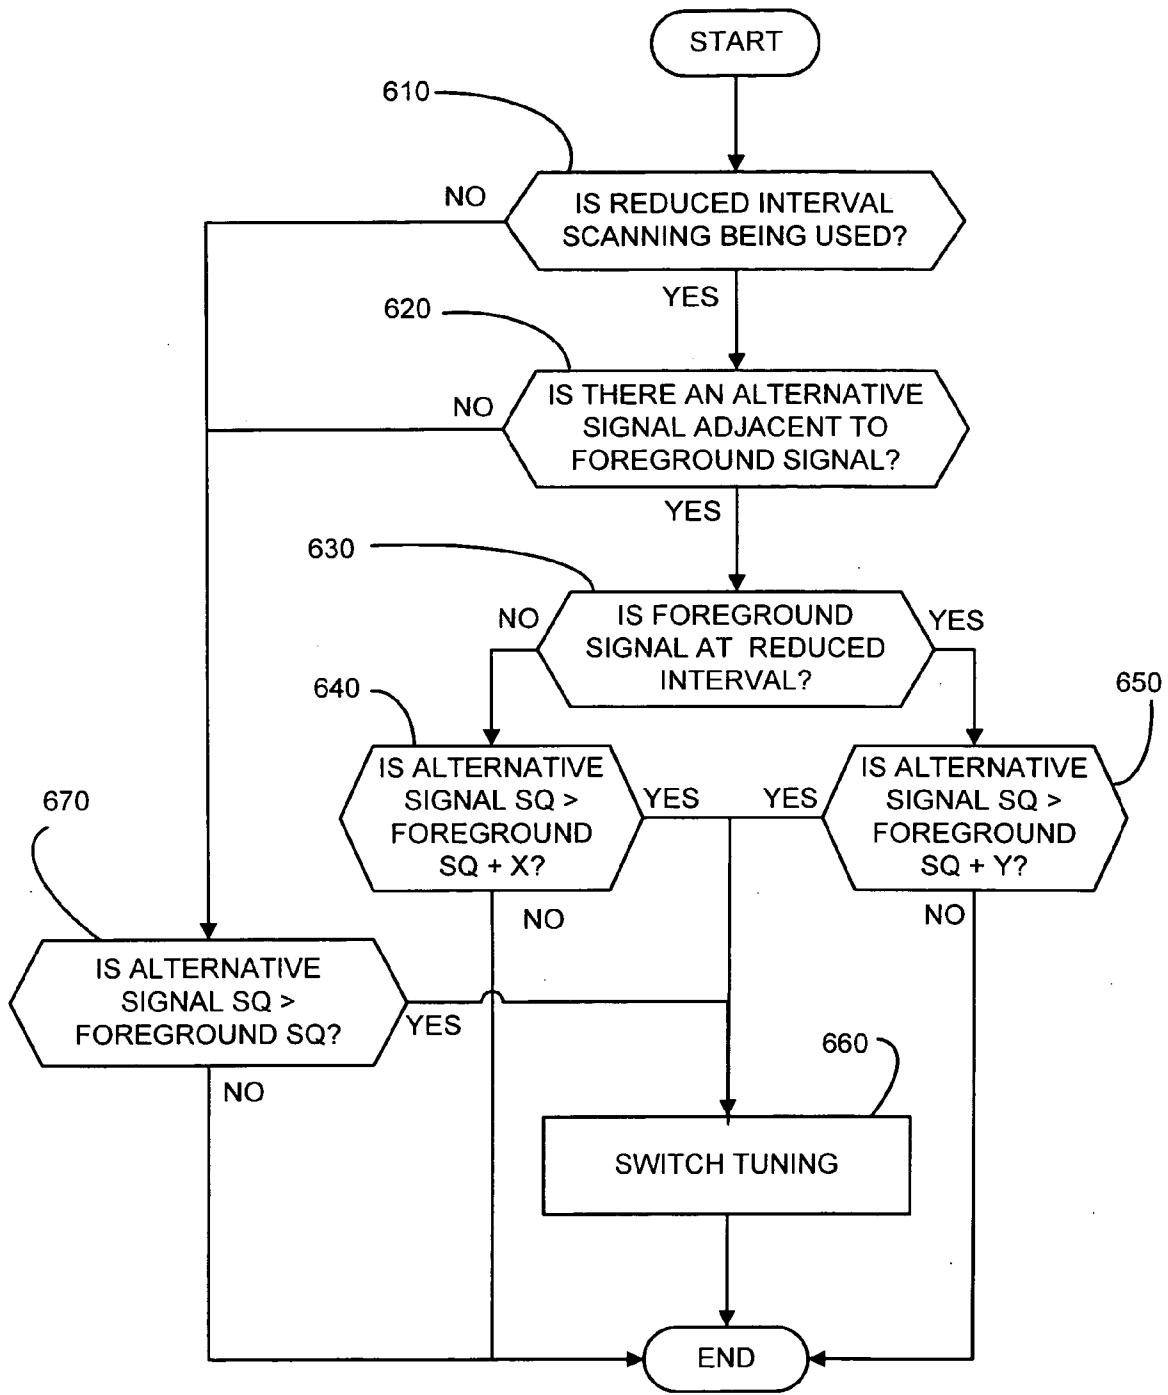 START
610
NO
IS REDUCED INTERVAL
SCANNING BEING USED?
YES
620
NO
IS THERE AN ALTERNATIVE
SIGNAL ADJACENT TO
FOREGROUND SIGNAL?
YES
630
NO
IS FOREGROUND
SIGNAL AT REDUCED
INTERVAL?
YES
640
IS ALTERNATIVE
SIGNAL SQ >
FOREGROUND
SQ + X?
YES
NO
650
IS ALTERNATIVE
SIGNAL SQ >
FOREGROUND
SQ + Y?
YES
NO
670
IS ALTERNATIVE
SIGNAL SQ >
FOREGROUND SQ?
YES
NO
660
SWITCH TUNING
END